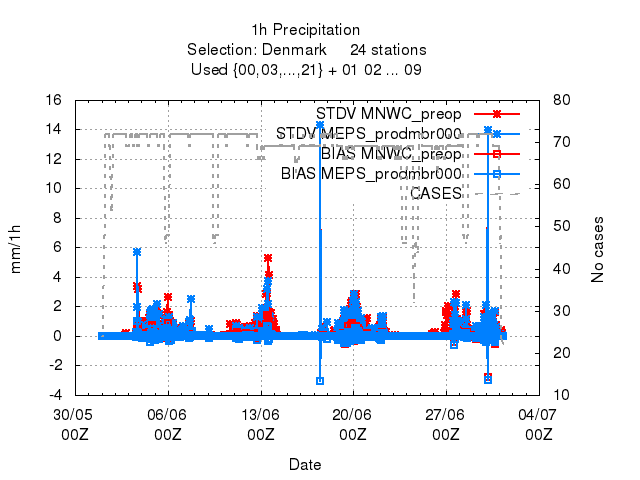 1h Precipitation
Selection: Denmark     24 stations
Used {00,03,...,21} + 01 02 ... 09
STDV MNWC_preop
STDV MEPS_prodmbr000
BIAS MNWC_preop
BIAS MEPS_prodmbr000
CASES
16
14
12
10
8
6
4
2
0
-2
-4
mm/1h
80
70
60
50
40
30
20
10
No cases
30/05 06/06 13/06 20/06 27/06 04/07
00Z 00Z 00Z 00Z 00Z 00Z
Date